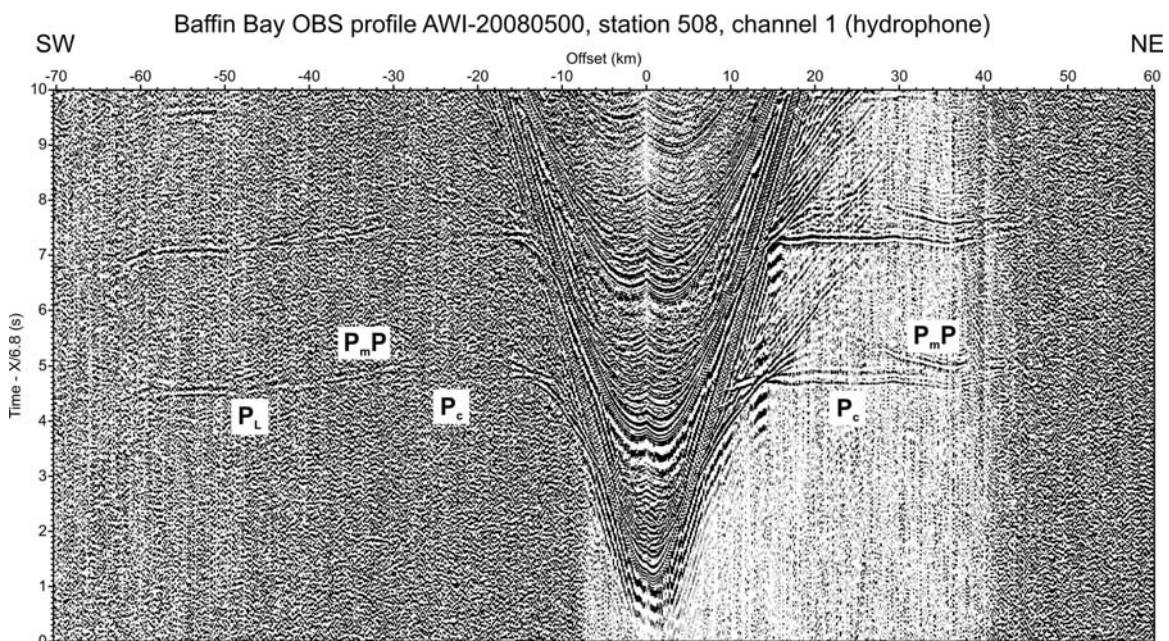 Baffin Bay OBS profile AWI-20080500, station 508, channel 1 (hydrophone)
SW
NE
Offset (km)
-70 -60 -50 -40 -30 -20 -10 0 10 20 30 40 50 60
10
9
8
7
6
5
4
3
2
1
0
Time - X/6.8 (s)
PmP
PmP
PL
Pc
Pc